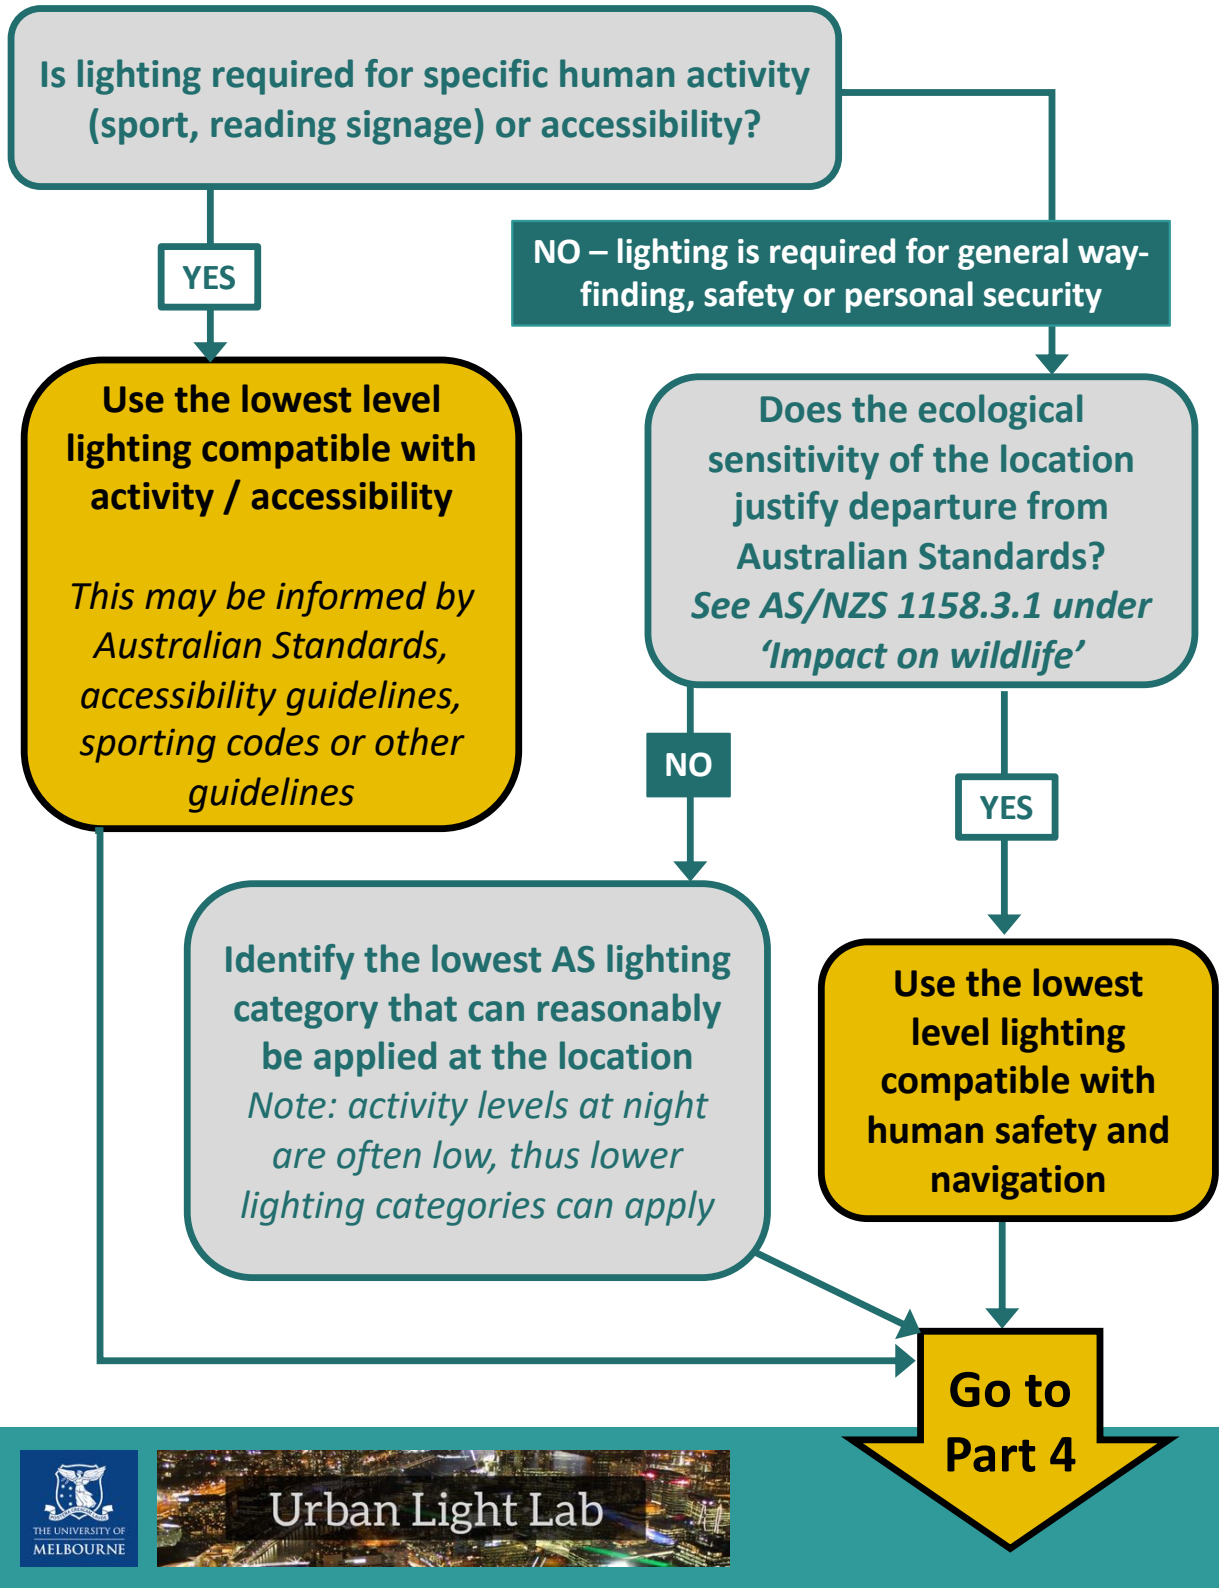 Is lighting required for specific human activity
(sport, reading signage) or accessibility?
YES
NO – lighting is required for general way-
finding, safety or personal security
Use the lowest level
lighting compatible with
activity / accessibility
This may be informed by
Australian Standards,
accessibility guidelines,
sporting codes or other
guidelines
Does the ecological
sensitivity of the location
justify departure from
Australian Standards?
See AS/NZS 1158.3.1 under
‘Impact on wildlife’
NO
YES
Identify the lowest AS lighting
category that can reasonably
be applied at the location
Note: activity levels at night
are often low, thus lower
lighting categories can apply
Use the lowest
level lighting
compatible with
human safety and
navigation
Go to
Part 4
THE UNIVERSITY OF
MELBOURNE
Urban Light Lab